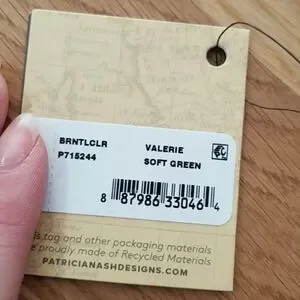 BRNTLCLR VALERIE
P715244 SOFT GREEN
8 87986 33046 4
is tag and other packaging materials
proudly made of Recycled Materials
PATRICIANASHDESIGNS.COM